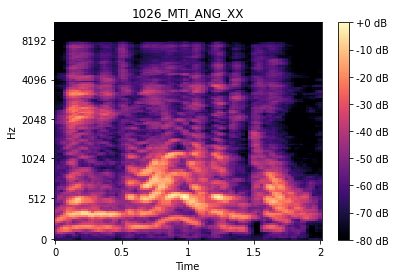 1026_MTI_ANG_XX
+0 dB
8192
-10 dB
4096
-20 dB
-30 dB
2048
-40 dB
Hz
1024
-50 dB
512
-60 dB
-70 dB
0
-80 dB
0 0.5 1 1.5 2
Time